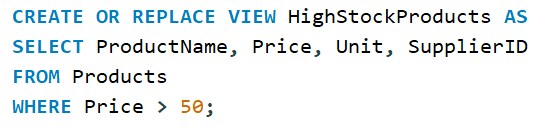 CREATE OR REPLACE VIEW HighStockProducts AS
SELECT ProductName, Price, Unit, SupplierID
FROM Products
WHERE Price > 50;